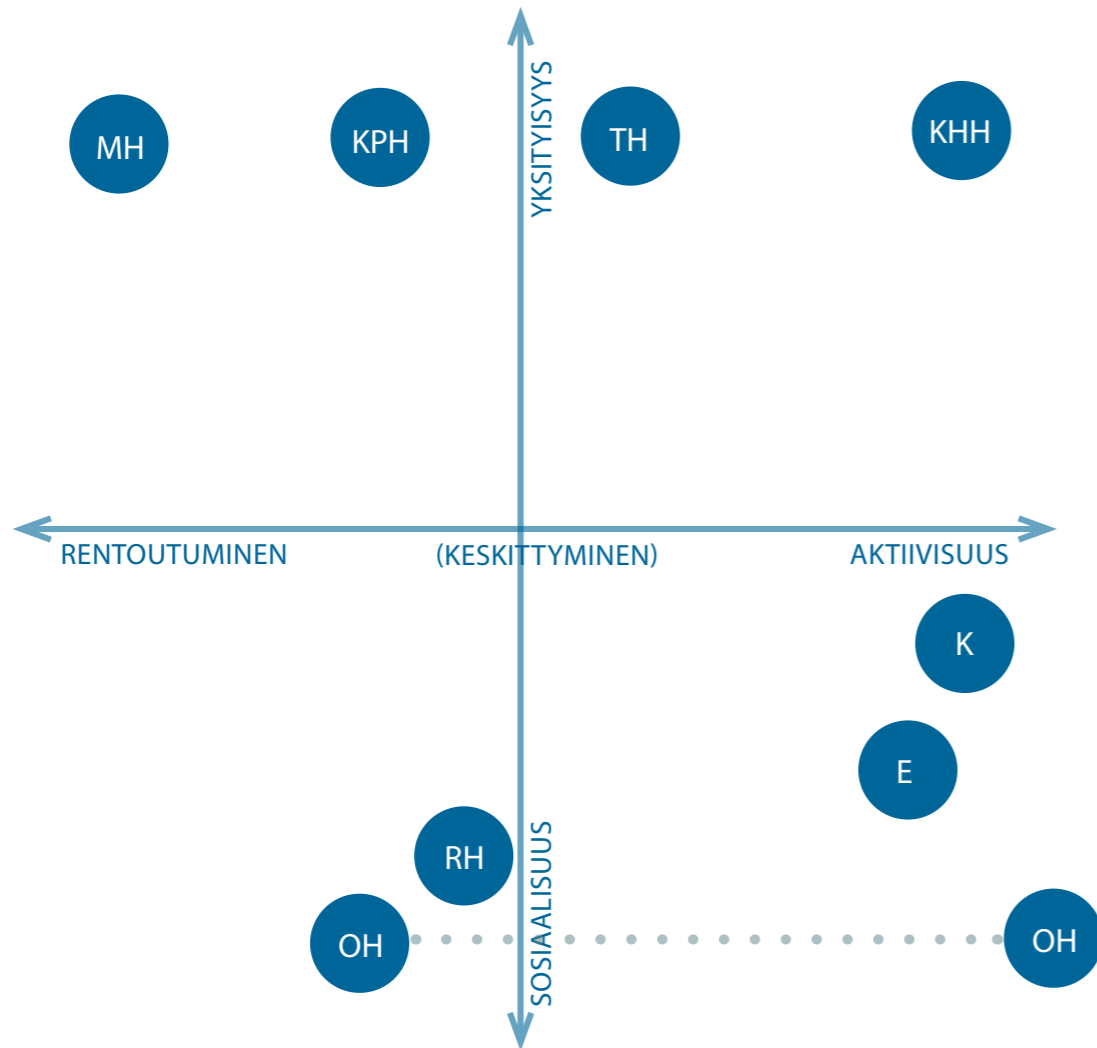 YKSITYISYYS
MH
KPH
TH
KHH
RENTOUTUMINEN
(KESKITTYMINEN)
AKTIIVISUUS
K
E
RH
SOSIAALISUUS
OH
OH